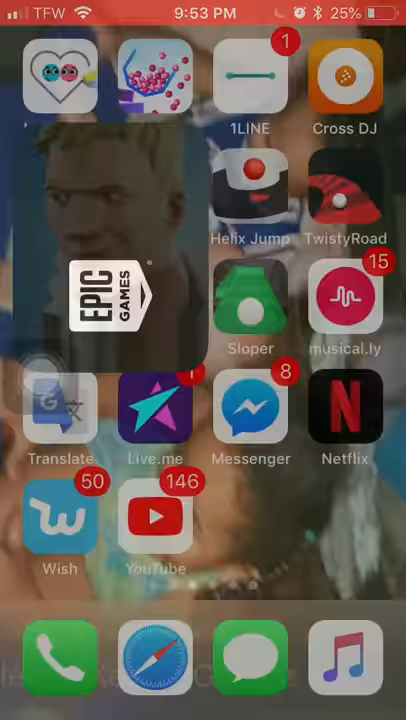 TFW 9:53 PM 25%
1
1LINE Cross DJ
EPIC
GAMES
Helix Jump TwistyRoad
15
Sloper musical.ly
8
Translate Live.me Messenger Netflix
50 146
Wish YouTube